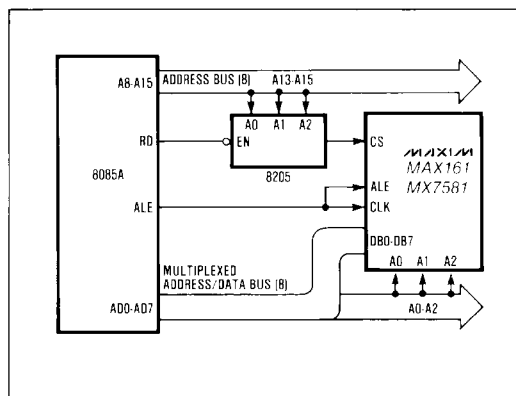 ADDRESS BUS (8)
A13-A15
A8-A15
A0 A1 A2
RD
EN
CS
8205
MAXIM
MAX161
MX7581
8085A
ALE
ALE
CLK
DB0-DB7
A0 A1 A2
MULTIPLEXED
ADDRESS/DATA BUS (8)
AD0-AD7
A0-A2